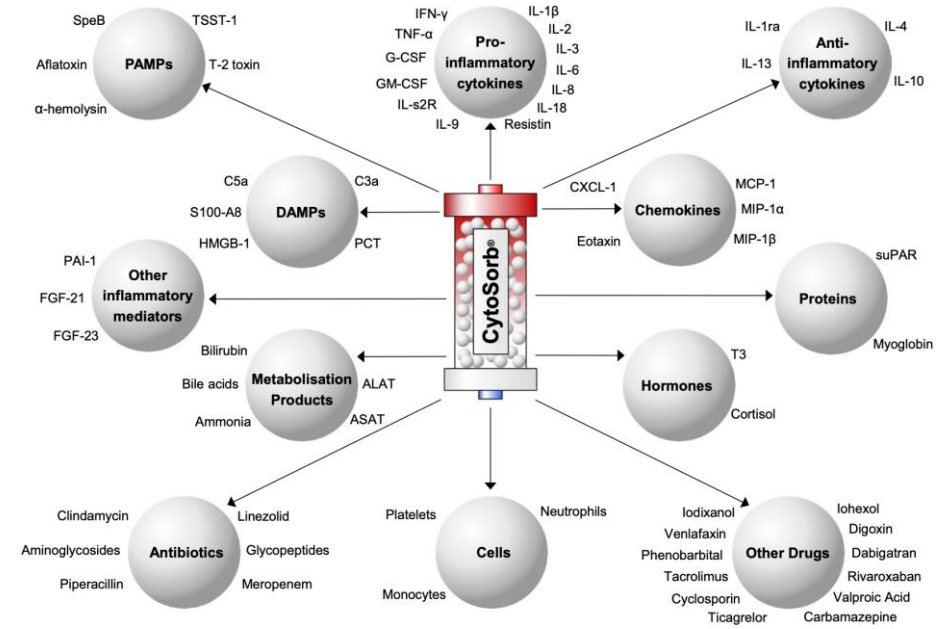 SpeB
TSST-1
Aflatoxin
PAMPs
T-2 toxin
α-hemolysin
IFN-γ
IL-1β
TNF-α
IL-2
G-CSF
Pro-
inflammatory
cytokines
IL-3
GM-CSF
IL-6
IL-s2R
IL-8
IL-9
IL-18
Resistin
IL-1ra
IL-4
IL-13
Anti-
inflammatory
cytokines
IL-10
C5a
C3a
S100-A8
DAMPs
HMGB-1
PCT
CXCL-1
MCP-1
Chemokines
MIP-1α
Eotaxin
MIP-1β
PAI-1
FGF-21
Other
inflammatory
mediators
FGF-23
CytoSorb®
suPAR
Proteins
Myoglobin
Bilirubin
Bile acids
Metabolisation
Products
ALAT
Ammonia
ASAT
T3
Hormones
Cortisol
Clindamycin
Linezolid
Aminoglycosides
Antibiotics
Glycopeptides
Piperacillin
Meropenem
Platelets
Neutrophils
Cells
Monocytes
Iodixanol
Iohexol
Venlafaxin
Digoxin
Phenobarbital
Other Drugs
Dabigatran
Tacrolimus
Rivaroxaban
Cyclosporin
Valproic Acid
Ticagrelor
Carbamazepine